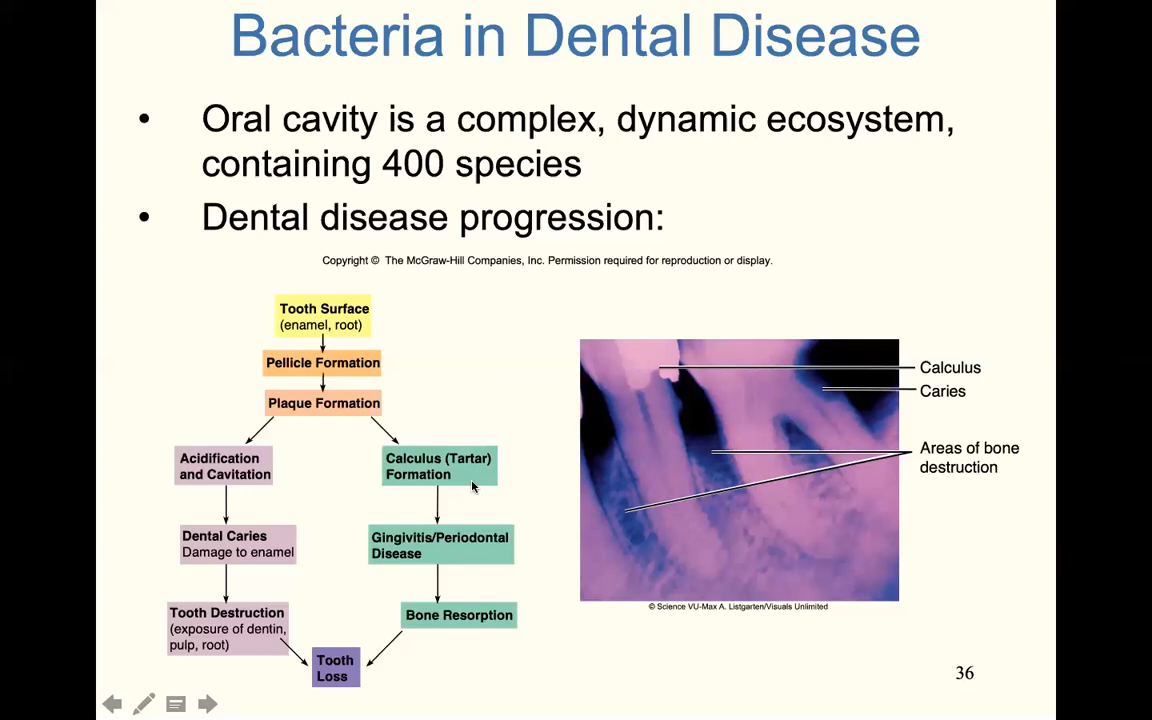 Bacteria in Dental Disease
• Oral cavity is a complex, dynamic ecosystem,
containing 400 species
• Dental disease progression:
Copyright © The McGraw-Hill Companies, Inc. Permission required for reproduction or display.
Tooth Surface
(enamel, root)
Pellicle Formation
Plaque Formation
Acidification
and Cavitation
Dental Caries
Damage to enamel
Tooth Destruction
(exposure of dentin,
pulp, root)
Calculus (Tartar)
Formation
Gingivitis/Periodontal
Disease
Bone Resorption
Tooth
Loss
Calculus
Caries
Areas of bone
destruction
© Science VU-Max A. Listgarten/Visuals Unlimited
36